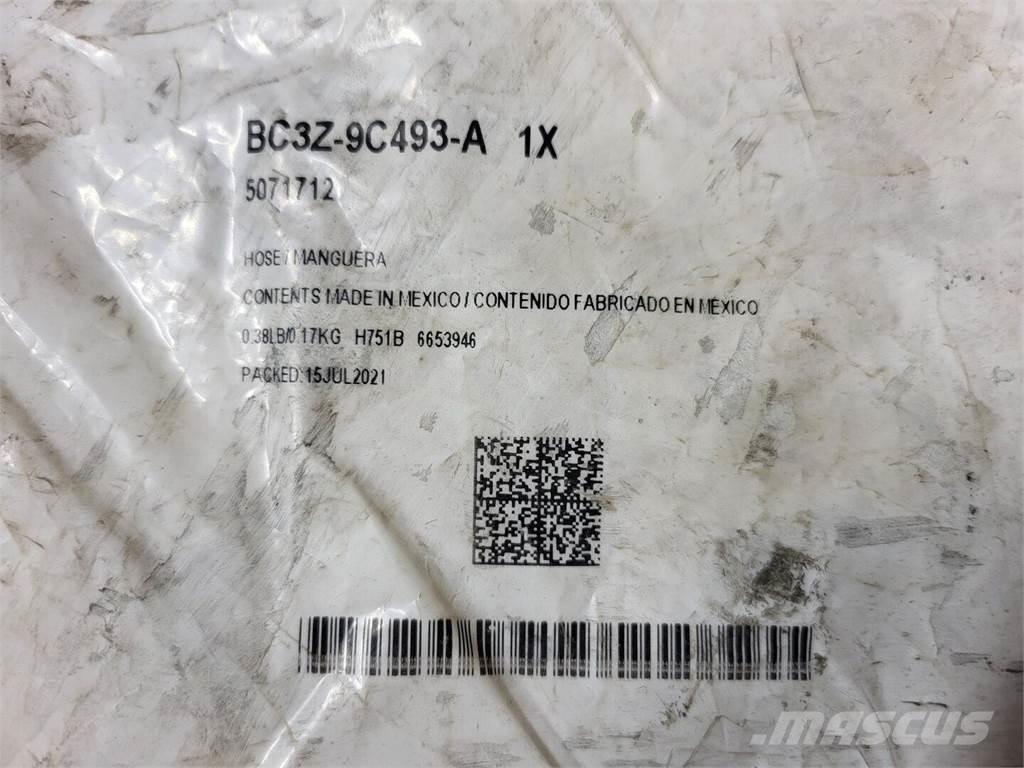 BC3Z-9C493-A 1X
5071712
HOSE / MANGUERA
CONTENTS MADE IN MEXICO / CONTENIDO FABRICADO EN MÉXICO
0.38LB/0.17KG H751B 6653946
PACKED: 15JUL2021
MASCUS